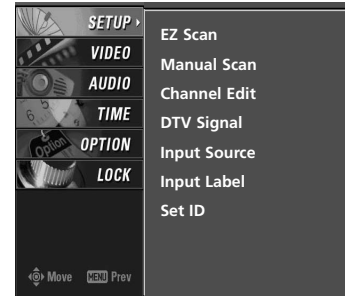 SETUP
VIDEO
AUDIO
TIME
OPTION
LOCK
Move MENU Prev
EZ Scan
Manual Scan
Channel Edit
DTV Signal
Input Source
Input Label
Set ID